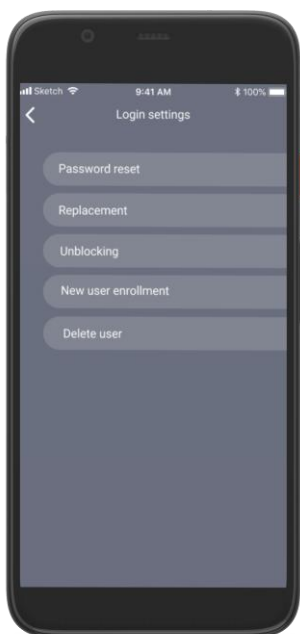 Sketch 9:41 AM 100%
Login settings
Password reset
Replacement
Unblocking
New user enrollment
Delete user